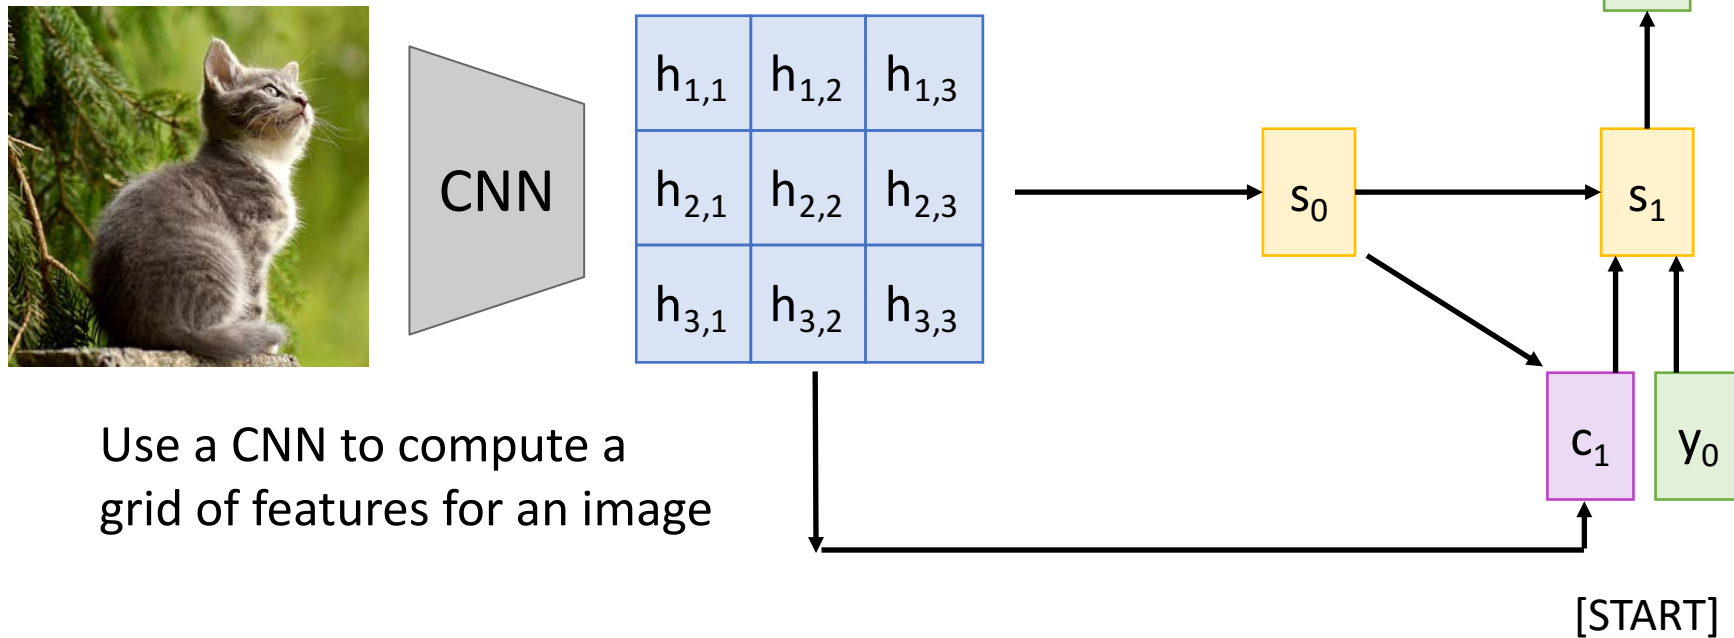 h1,1 h1,2 h1,3
CNN
h2,1 h2,2 h2,3
s0
s1
h3,1 h3,2 h3,3
Use a CNN to compute a
grid of features for an image
c1
y0
[START]